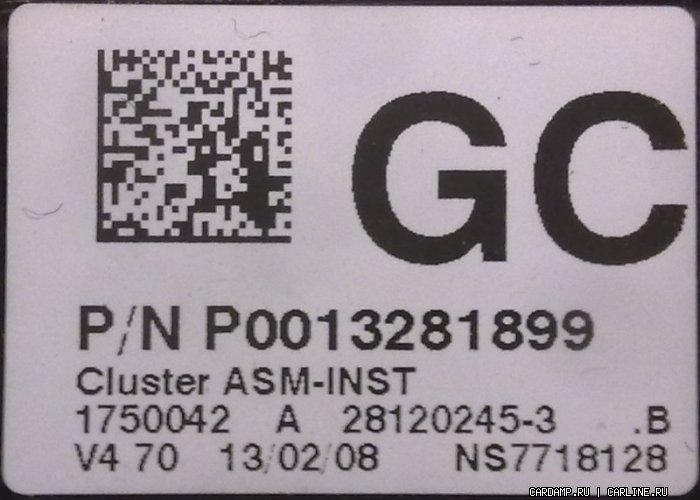 GC
P/N P0013281899
Cluster ASM-INST
1750042 A 28120245-3 .B
V4 70 13/02/08 NS7718128
CARDAMP.RU | CARLINE.RU